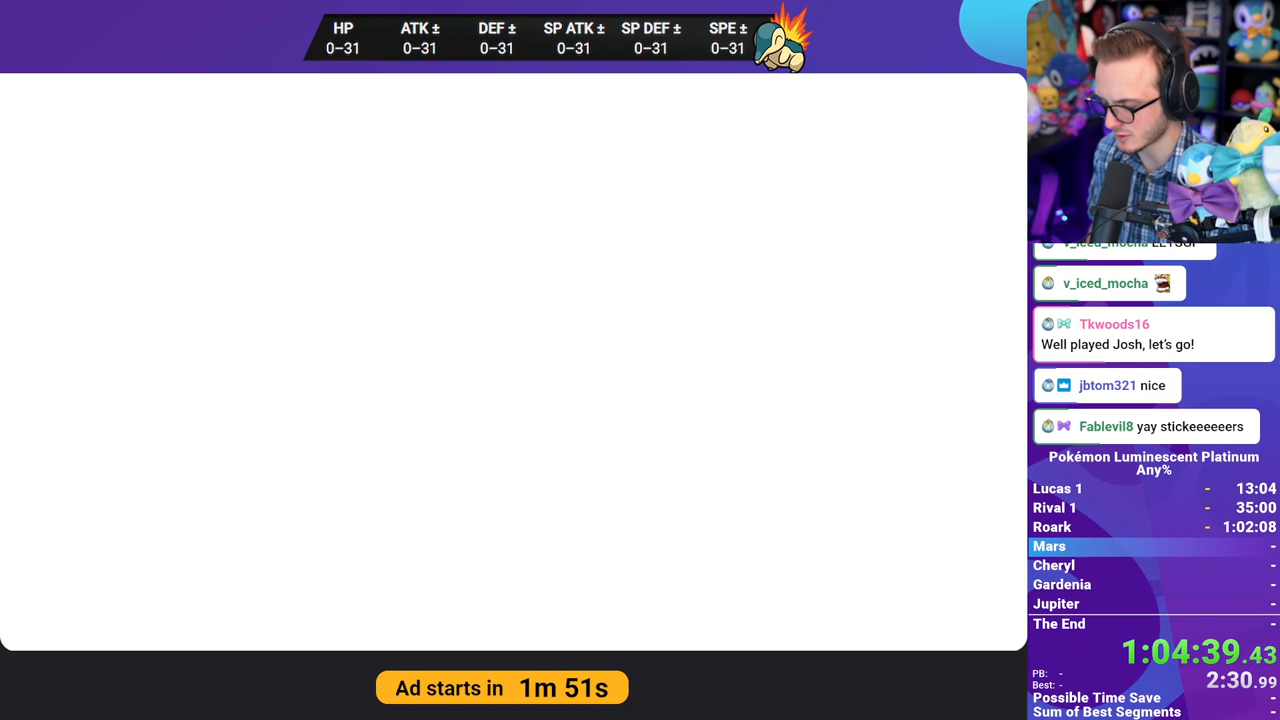 HP ATK ± DEF ± SP ATK ± SP DEF ± SPE ±
0–31 0–31 0–31 0–31 0–31 0–31
v_iced_mocha
v_iced_mocha
Tkwoods16
Well played Josh, let's go!
jbtom321 nice
Fablevil8 yay stickeeeeeers
Pokémon Luminescent Platinum
Any%
Lucas 1 - 13:04
Rival 1 - 35:00
Roark - 1:02:08
Mars -
Cheryl -
Gardenia -
Jupiter -
The End -
1:04:39.43
PB: -
Best: - 2:30.99
Possible Time Save -
Sum of Best Segments -
Ad starts in 1m 51s